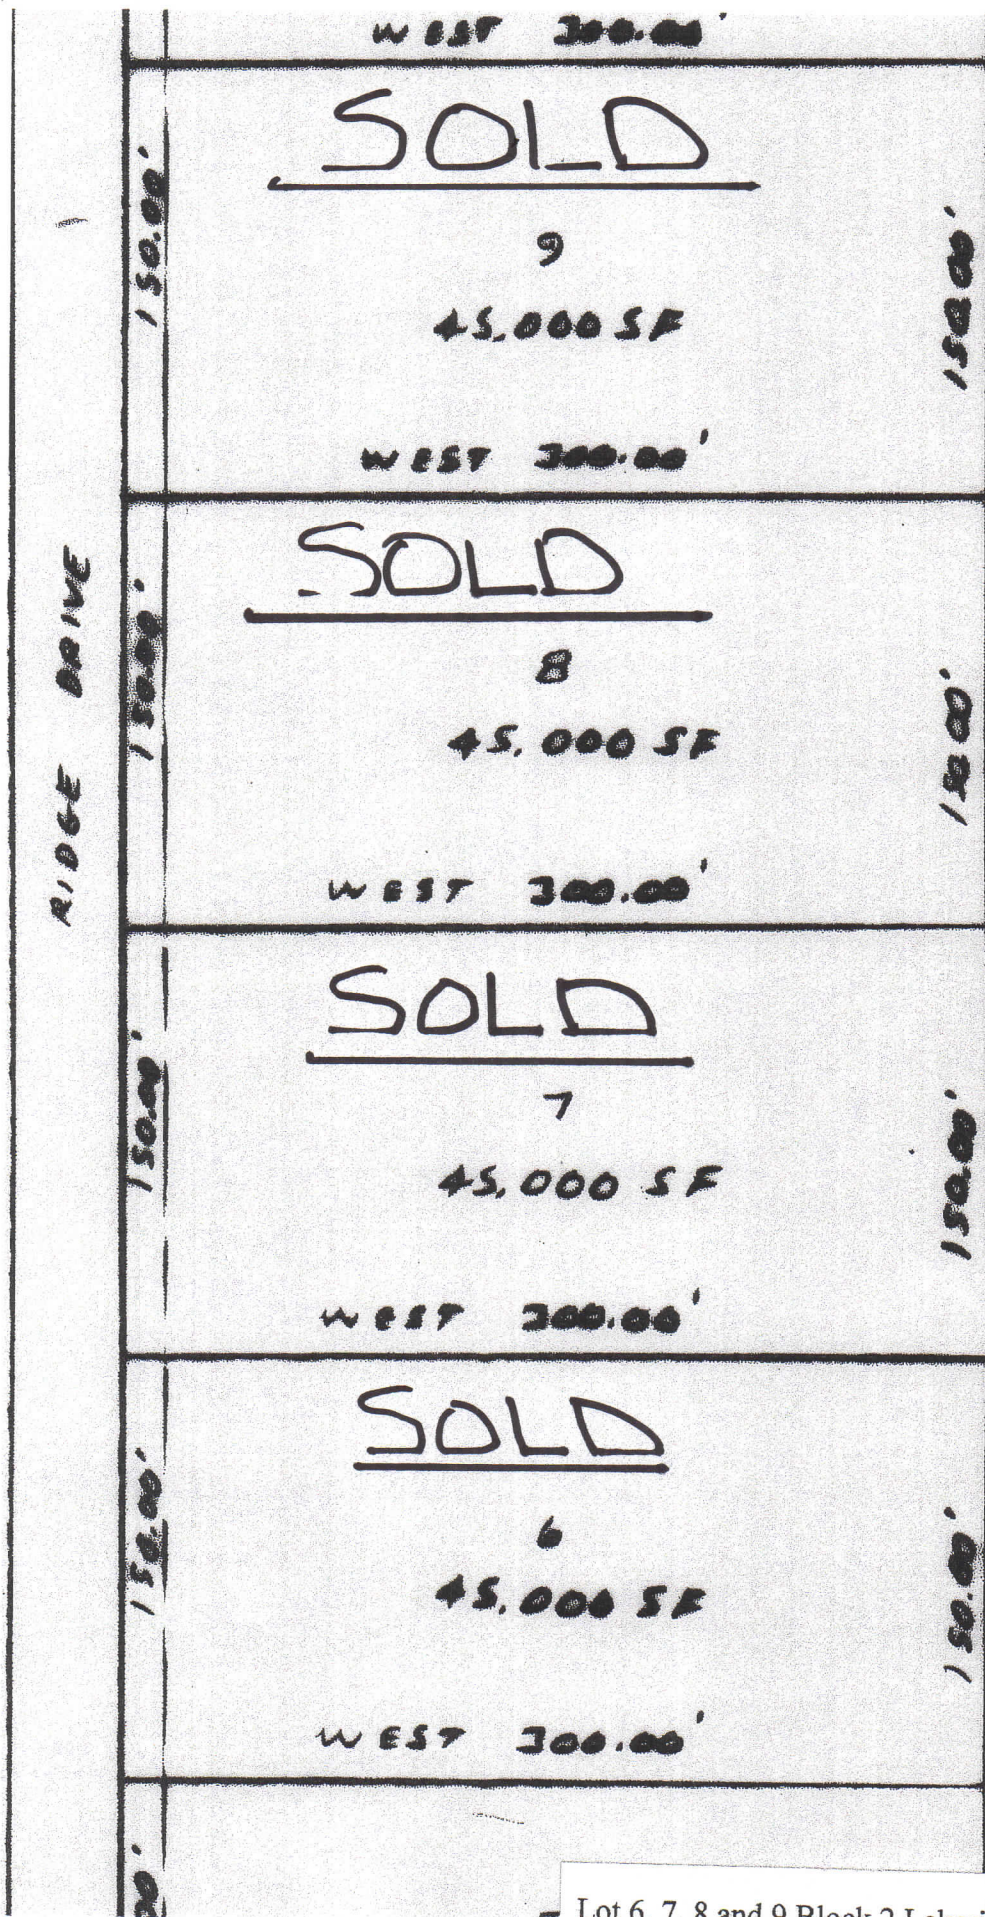 WEST 300.00'
SOLD
150.00'
9
150.00'
45,000 SF
WEST 300.00'
RIDGE DRIVE
SOLD
150.00'
8
150.00'
45,000 SF
WEST 300.00'
SOLD
150.00'
7
150.00'
45,000 SF
WEST 300.00'
SOLD
150.00'
6
150.00'
45,000 SF
WEST 300.00'
Lot 6, 7, 8 and 9 Block 2